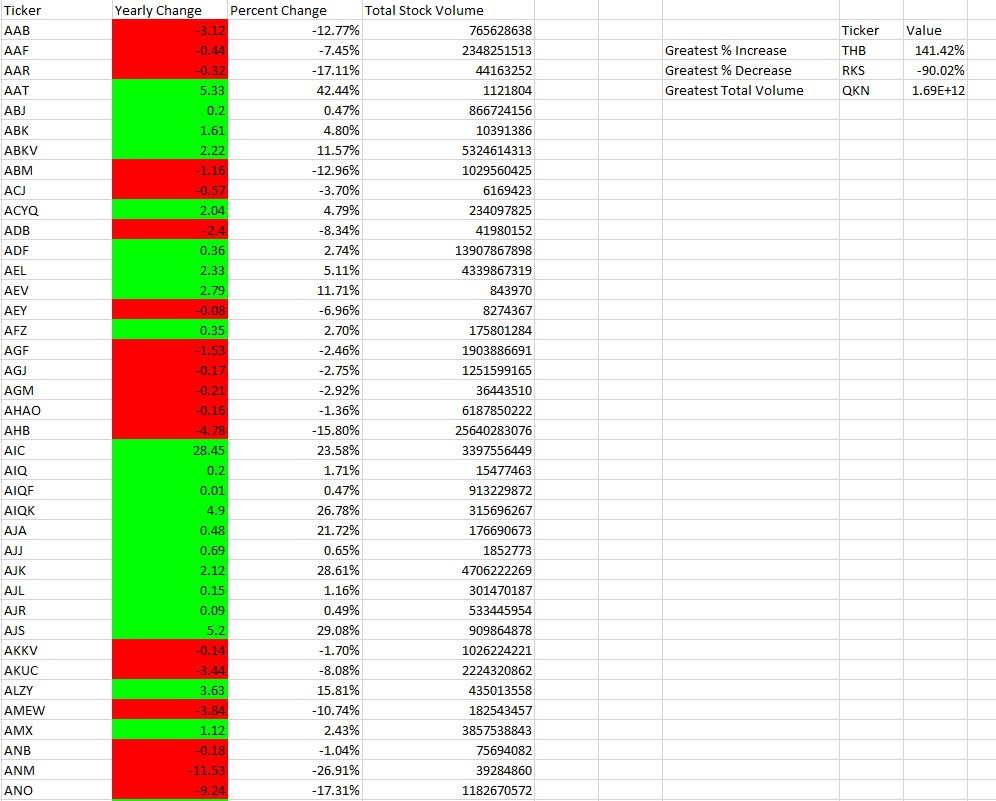 Ticker Yearly Change Percent Change Total Stock Volume
AAB -3.12 -12.77% 765628638 Ticker Value
AAF -0.44 -7.45% 2348251513 Greatest % Increase THB 141.42%
AAR -0.32 -17.11% 44163252 Greatest % Decrease RKS -90.02%
AAT 5.33 42.44% 1121804 Greatest Total Volume QKN 1.69E+12
ABJ 0.2 0.47% 866724156
ABK 1.61 4.80% 10391386
ABKV 2.22 11.57% 5324614313
ABM -1.16 -12.96% 1029560425
ACJ -0.57 -3.70% 6169423
ACYQ 2.04 4.79% 234097825
ADB -2.4 -8.34% 41980152
ADF 0.36 2.74% 13907867898
AEL 2.33 5.11% 4339867319
AEV 2.79 11.71% 843970
AEY -0.08 -6.96% 8274367
AFZ 0.35 2.70% 175801284
AGF -1.53 -2.46% 1903886691
AGJ -0.17 -2.75% 1251599165
AGM -0.21 -2.92% 36443510
AHAO -0.16 -1.36% 6187850222
AHB -4.78 -15.80% 25640283076
AIC 28.45 23.58% 3397556449
AIQ 0.2 1.71% 15477463
AIQF 0.01 0.47% 913229872
AIQK 4.9 26.78% 315696267
AJA 0.48 21.72% 176690673
AJJ 0.69 0.65% 1852773
AJK 2.12 28.61% 4706222269
AJL 0.15 1.16% 301470187
AJR 0.09 0.49% 533445954
AJS 5.2 29.08% 909864878
AKKV -0.14 -1.70% 1026224221
AKUC -3.44 -8.08% 2224320862
ALZY 3.63 15.81% 435013558
AMEW -3.84 -10.74% 182543457
AMX 1.12 2.43% 3857538843
ANB -0.18 -1.04% 75694082
ANM -11.53 -26.91% 39284860
ANO -9.24 -17.31% 1182670572